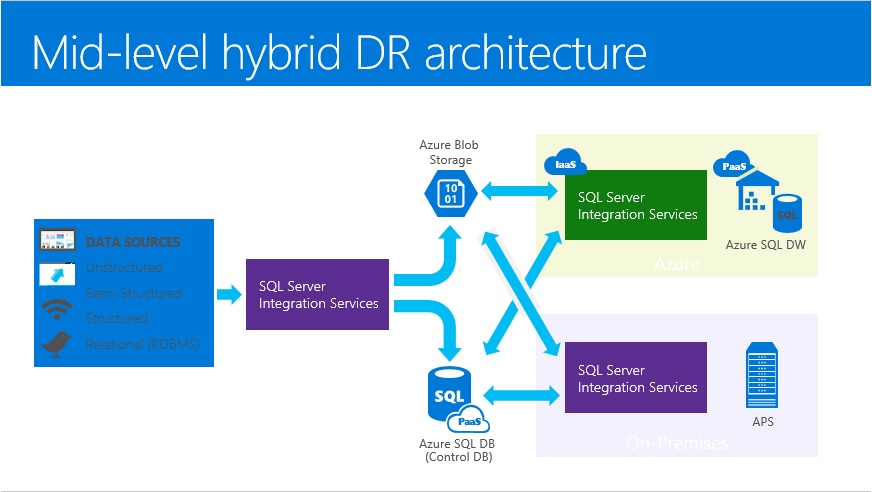 Mid-level hybrid DR architecture
DATA SOURCES
Unstructured
Semi-Structured
Structured
Relational (RDBMS)
SQL Server
Integration Services
Azure Blob
Storage
10
01
SQL
PaaS
Azure SQL DB
(Control DB)
IaaS
SQL Server
Integration Services
PaaS
SQL
Azure SQL DW
Azure
SQL Server
Integration Services
APS
On-Premises